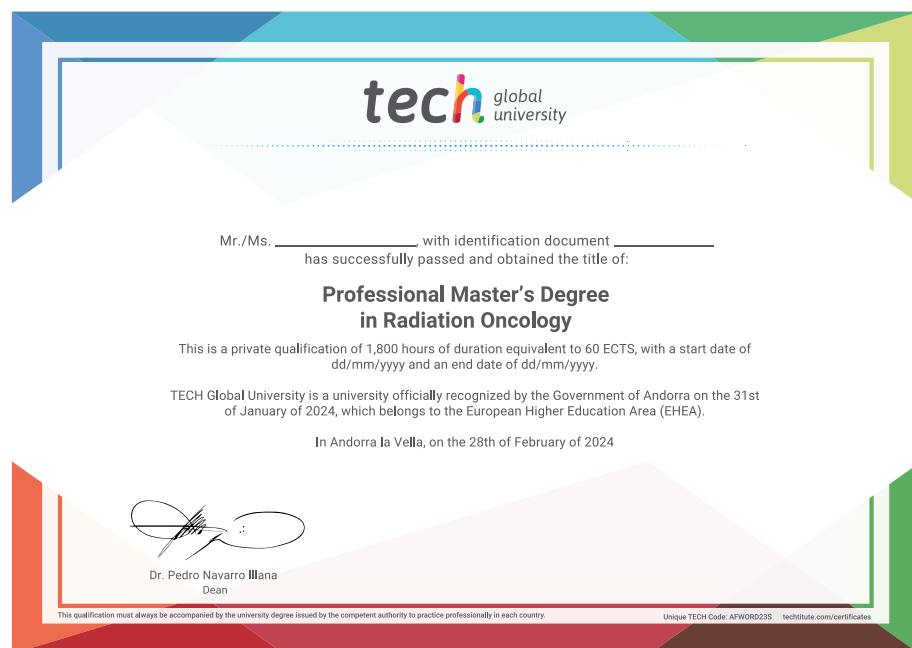 tech global
university
Mr./Ms. ____________, with identification document ____________
has successfully passed and obtained the title of:
Professional Master's Degree
in Radiation Oncology
This is a private qualification of 1,800 hours of duration equivalent to 60 ECTS, with a start date of
dd/mm/yyyy and an end date of dd/mm/yyyy.
TECH Global University is a university officially recognized by the Government of Andorra on the 31st
of January of 2024, which belongs to the European Higher Education Area (EHEA).
In Andorra la Vella, on the 28th of February of 2024
Dr. Pedro Navarro Illana
Dean
This qualification must always be accompanied by the university degree issued by the competent authority to practice professionally in each country.
Unique TECH Code: AFWORD23S techtitute.com/certificates